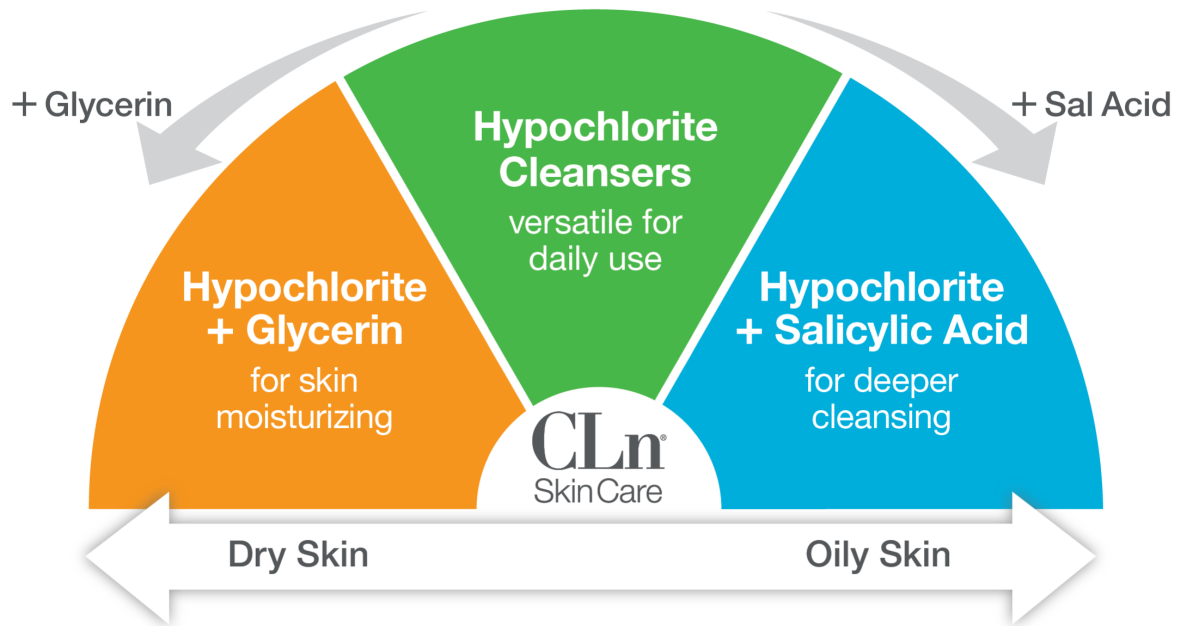 + Glycerin
+ Sal Acid
Hypochlorite
Cleansers
versatile for
daily use
Hypochlorite
+ Glycerin
for skin
moisturizing
Hypochlorite
+ Salicylic Acid
for deeper
cleansing
CLn®
SkinCare
Dry Skin
Oily Skin